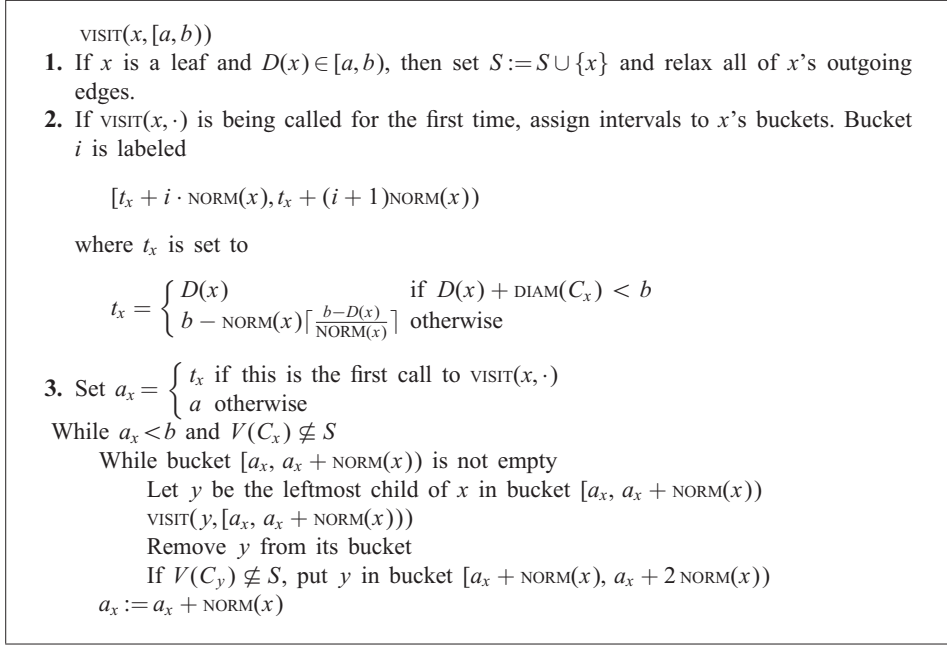 VISIT(x, [a, b))
1. If x is a leaf and D(x) ∈ [a, b), then set S := S ∪ {x} and relax all of x's outgoing
edges.
2. If VISIT(x, ·) is being called for the first time, assign intervals to x's buckets. Bucket
i is labeled
[t_x + i · NORM(x), t_x + (i + 1)NORM(x))
where t_x is set to
t_x = { D(x) if D(x) + DIAM(C_x) < b
b − NORM(x)⌈(b−D(x))/NORM(x)⌉ otherwise
3. Set a_x = { t_x if this is the first call to VISIT(x, ·)
a otherwise
While a_x < b and V(C_x) ⊈ S
While bucket [a_x, a_x + NORM(x)) is not empty
Let y be the leftmost child of x in bucket [a_x, a_x + NORM(x))
VISIT(y, [a_x, a_x + NORM(x)))
Remove y from its bucket
If V(C_y) ⊈ S, put y in bucket [a_x + NORM(x), a_x + 2 NORM(x))
a_x := a_x + NORM(x)